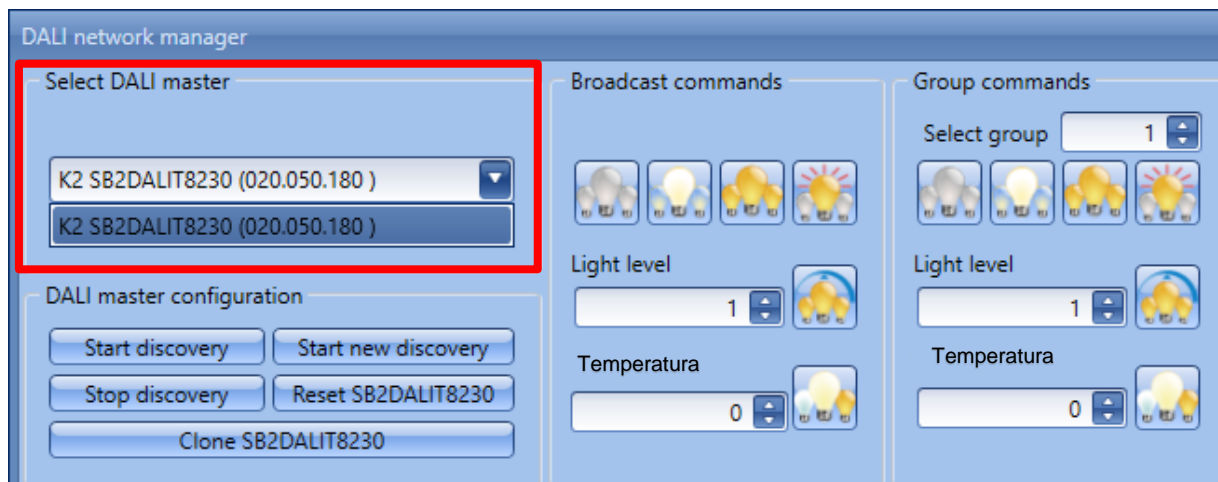 DALI network manager
Select DALI master
K2 SB2DALIT8230 (020.050.180 )
K2 SB2DALIT8230 (020.050.180 )
DALI master configuration
Start discovery
Start new discovery
Stop discovery
Reset SB2DALIT8230
Clone SB2DALIT8230
Broadcast commands
Light level
1
Temperatura
0
Group commands
Select group
1
Light level
1
Temperatura
0